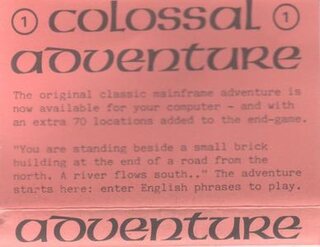 1 COLOSSAL 1
ADVENTURE
The original classic mainframe adventure is
now available for your computer - and with
an extra 70 locations added to the end-game.
"You are standing beside a small brick
building at the end of a road from the
north. A river flows south.." The adventure
starts here: enter English phrases to play.
ADVENTURE